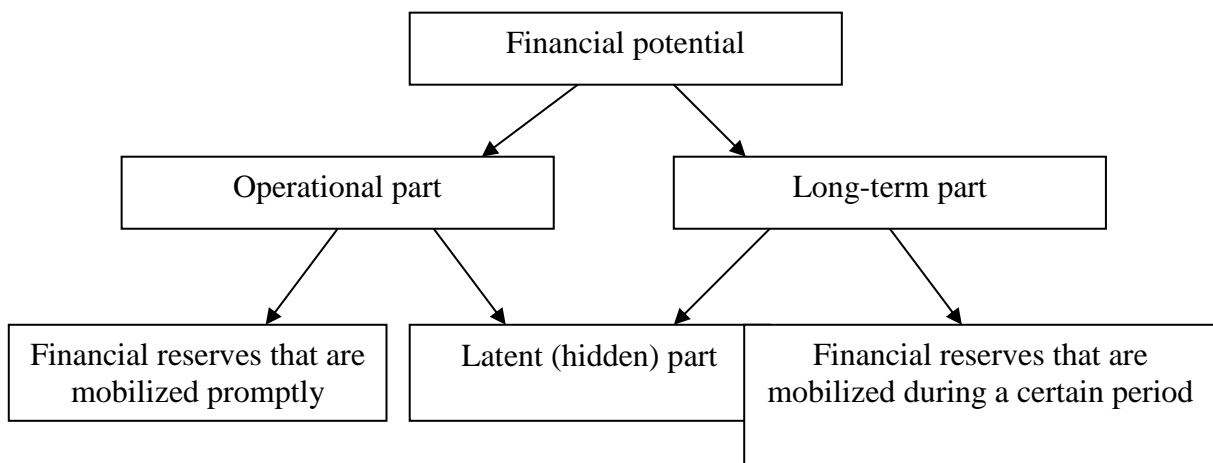 Financial potential
Operational part
Long-term part
Financial reserves that are
mobilized promptly
Latent (hidden) part
Financial reserves that are
mobilized during a certain period